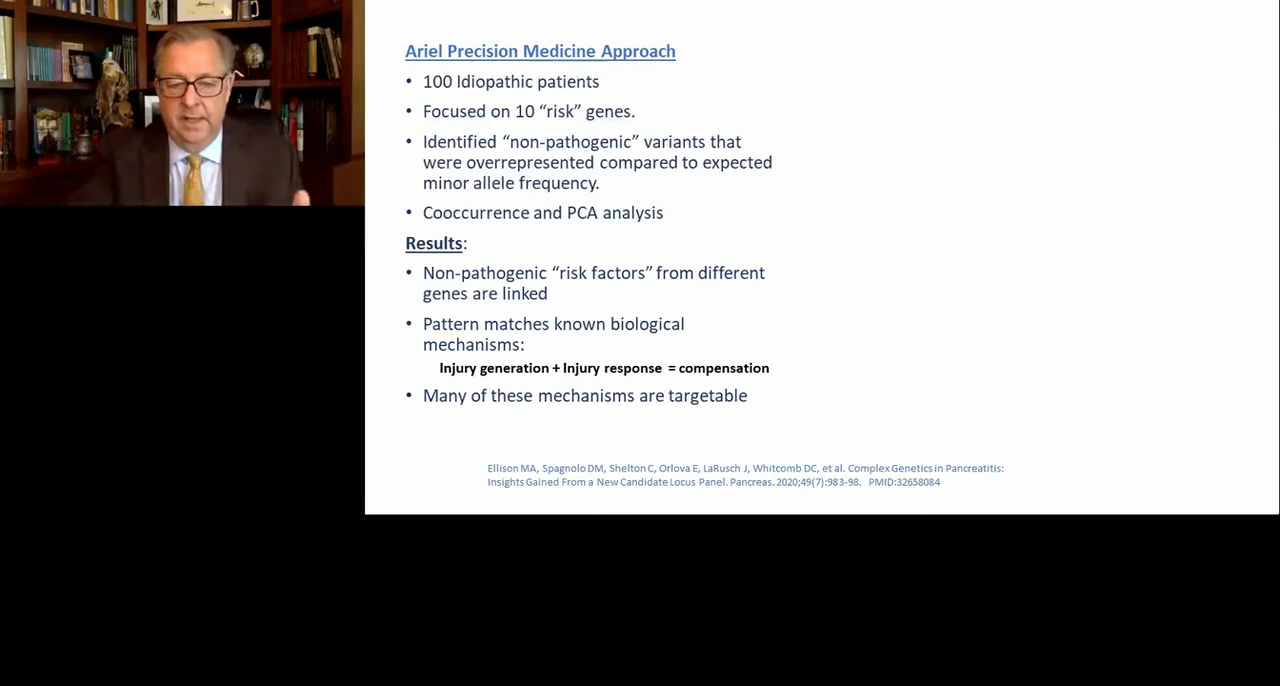 Ariel Precision Medicine Approach
• 100 Idiopathic patients
• Focused on 10 “risk” genes.
• Identified “non-pathogenic” variants that
were overrepresented compared to expected
minor allele frequency.
• Cooccurrence and PCA analysis
Results:
• Non-pathogenic “risk factors” from different
genes are linked
• Pattern matches known biological
mechanisms:
Injury generation + Injury response = compensation
• Many of these mechanisms are targetable
Ellison MA, Spagnolo DM, Shelton C, Orlova E, LaRusch J, Whitcomb DC, et al. Complex Genetics in Pancreatitis:
Insights Gained From a New Candidate Locus Panel. Pancreas. 2020;49(7):983-98. PMID:32658084